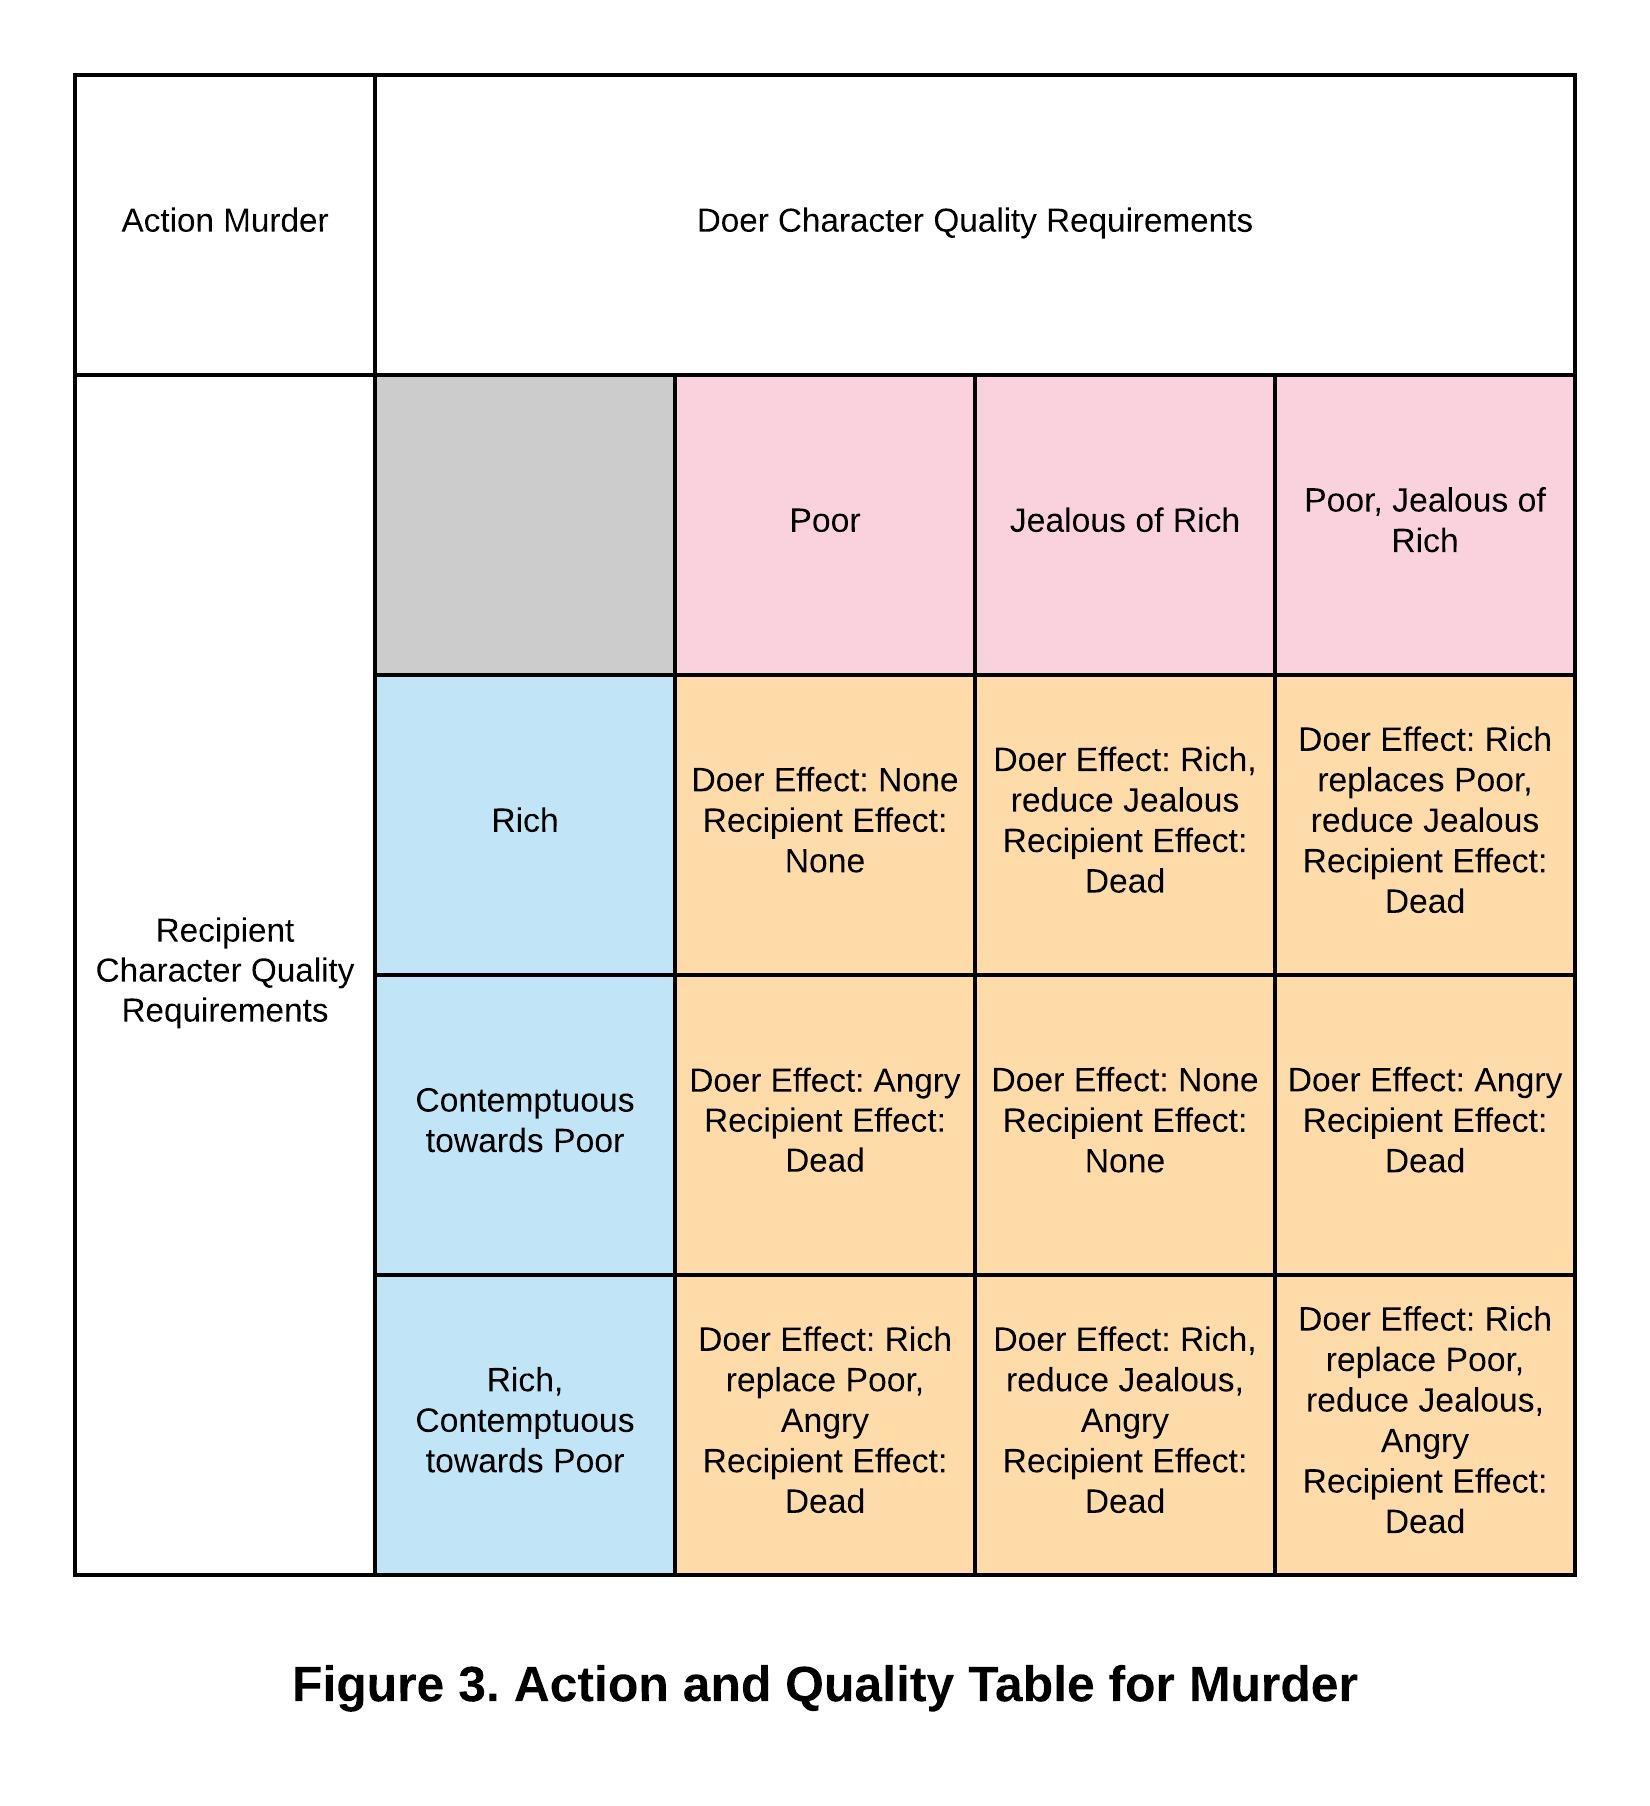 Action Murder
Doer Character Quality Requirements
Recipient
Character Quality
Requirements
Poor
Jealous of Rich
Poor, Jealous of
Rich
Rich
Doer Effect: None
Recipient Effect:
None
Doer Effect: Rich,
reduce Jealous
Recipient Effect:
Dead
Doer Effect: Rich
replaces Poor,
reduce Jealous
Recipient Effect:
Dead
Contemptuous
towards Poor
Doer Effect: Angry
Recipient Effect:
Dead
Doer Effect: None
Recipient Effect:
None
Doer Effect: Angry
Recipient Effect:
Dead
Rich,
Contemptuous
towards Poor
Doer Effect: Rich
replace Poor,
Angry
Recipient Effect:
Dead
Doer Effect: Rich,
reduce Jealous,
Angry
Recipient Effect:
Dead
Doer Effect: Rich
replace Poor,
reduce Jealous,
Angry
Recipient Effect:
Dead
Figure 3. Action and Quality Table for Murder